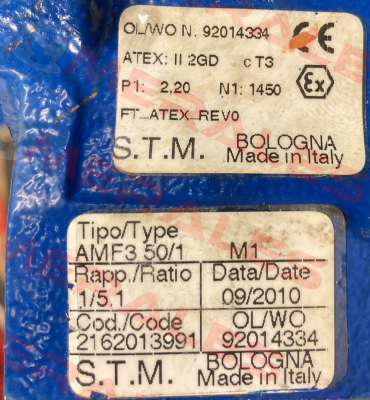 OL/WO N. 92014334 CE
ATEX: II 2GD c T3
P1: 2,20 N1: 1450 Ex
FT_ATEX_REV0
S.T.M. BOLOGNA
Made in Italy
Tipo/Type
AMF3 50/1 M1
Rapp./Ratio Data/Date
1/5,1 09/2010
Cod./Code OL/WO
2162013991 92014334
S.T.M. BOLOGNA
Made in Italy